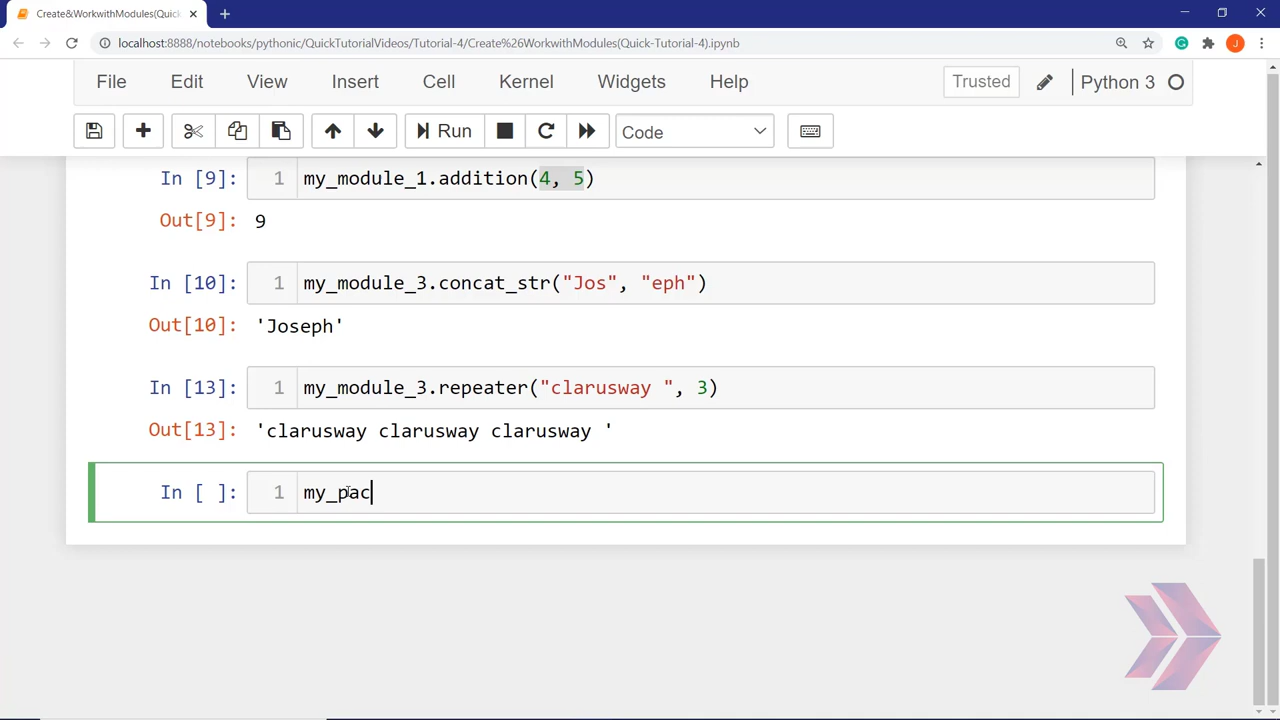 Create&WorkwithModules(Quick
localhost:8888/notebooks/pythonic/QuickTutorialVideos/Tutorial-4/Create%26WorkwithModules(Quick-Tutorial-4).ipynb
J
File Edit View Insert Cell Kernel Widgets Help Trusted Python 3
Run Code
In [9]: 1 my_module_1.addition(4, 5)
Out[9]: 9
In [10]: 1 my_module_3.concat_str("Jos", "eph")
Out[10]: 'Joseph'
In [13]: 1 my_module_3.repeater("clarusway ", 3)
Out[13]: 'clarusway clarusway clarusway '
In [ ]: 1 my_pac